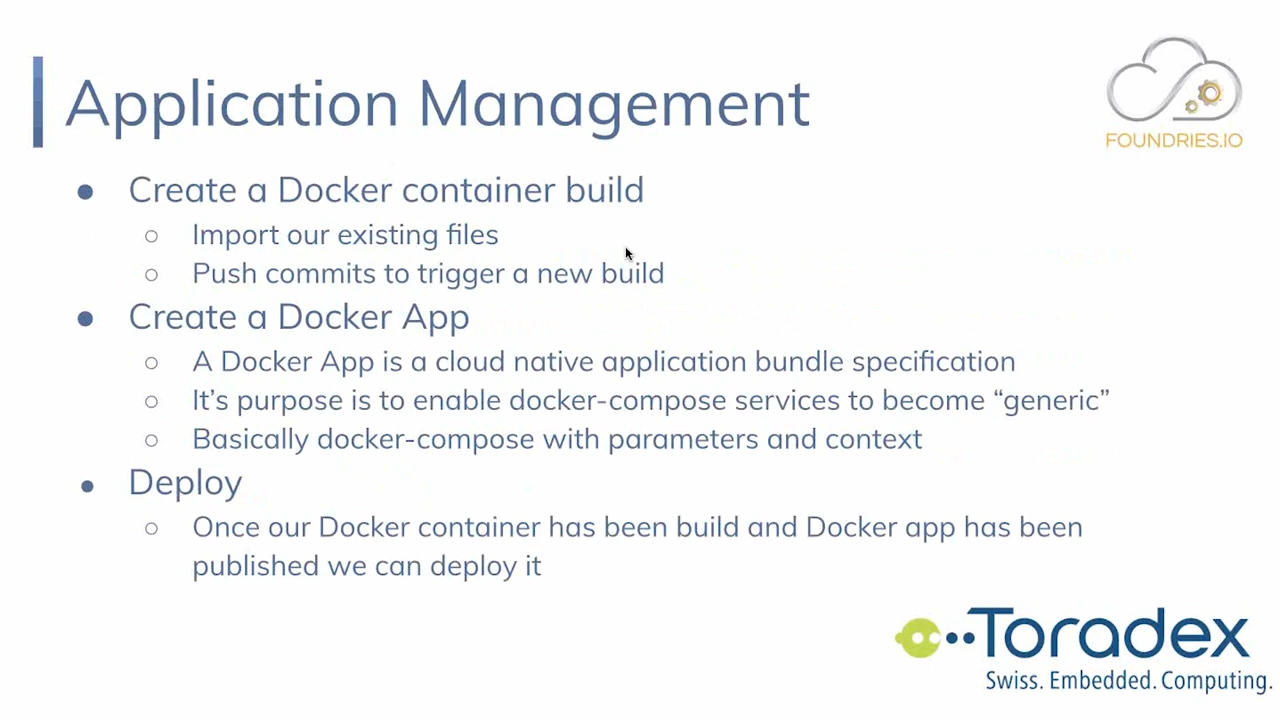 FOUNDRIES.IO
Application Management
● Create a Docker container build
○ Import our existing files
○ Push commits to trigger a new build
● Create a Docker App
○ A Docker App is a cloud native application bundle specification
○ It's purpose is to enable docker-compose services to become “generic”
○ Basically docker-compose with parameters and context
● Deploy
○ Once our Docker container has been build and Docker app has been
published we can deploy it
Toradex
Swiss. Embedded. Computing.